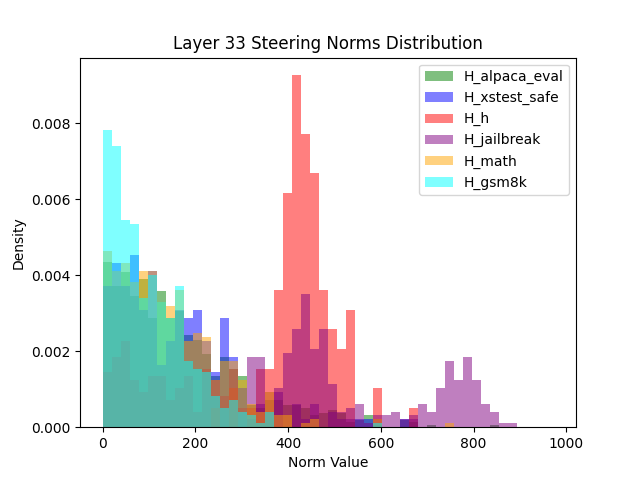 Layer 33 Steering Norms Distribution
H_alpaca_eval
H_xstest_safe
H_h
H_jailbreak
H_math
H_gsm8k
Density
0.008
0.006
0.004
0.002
0.000
0 200 400 600 800 1000
Norm Value